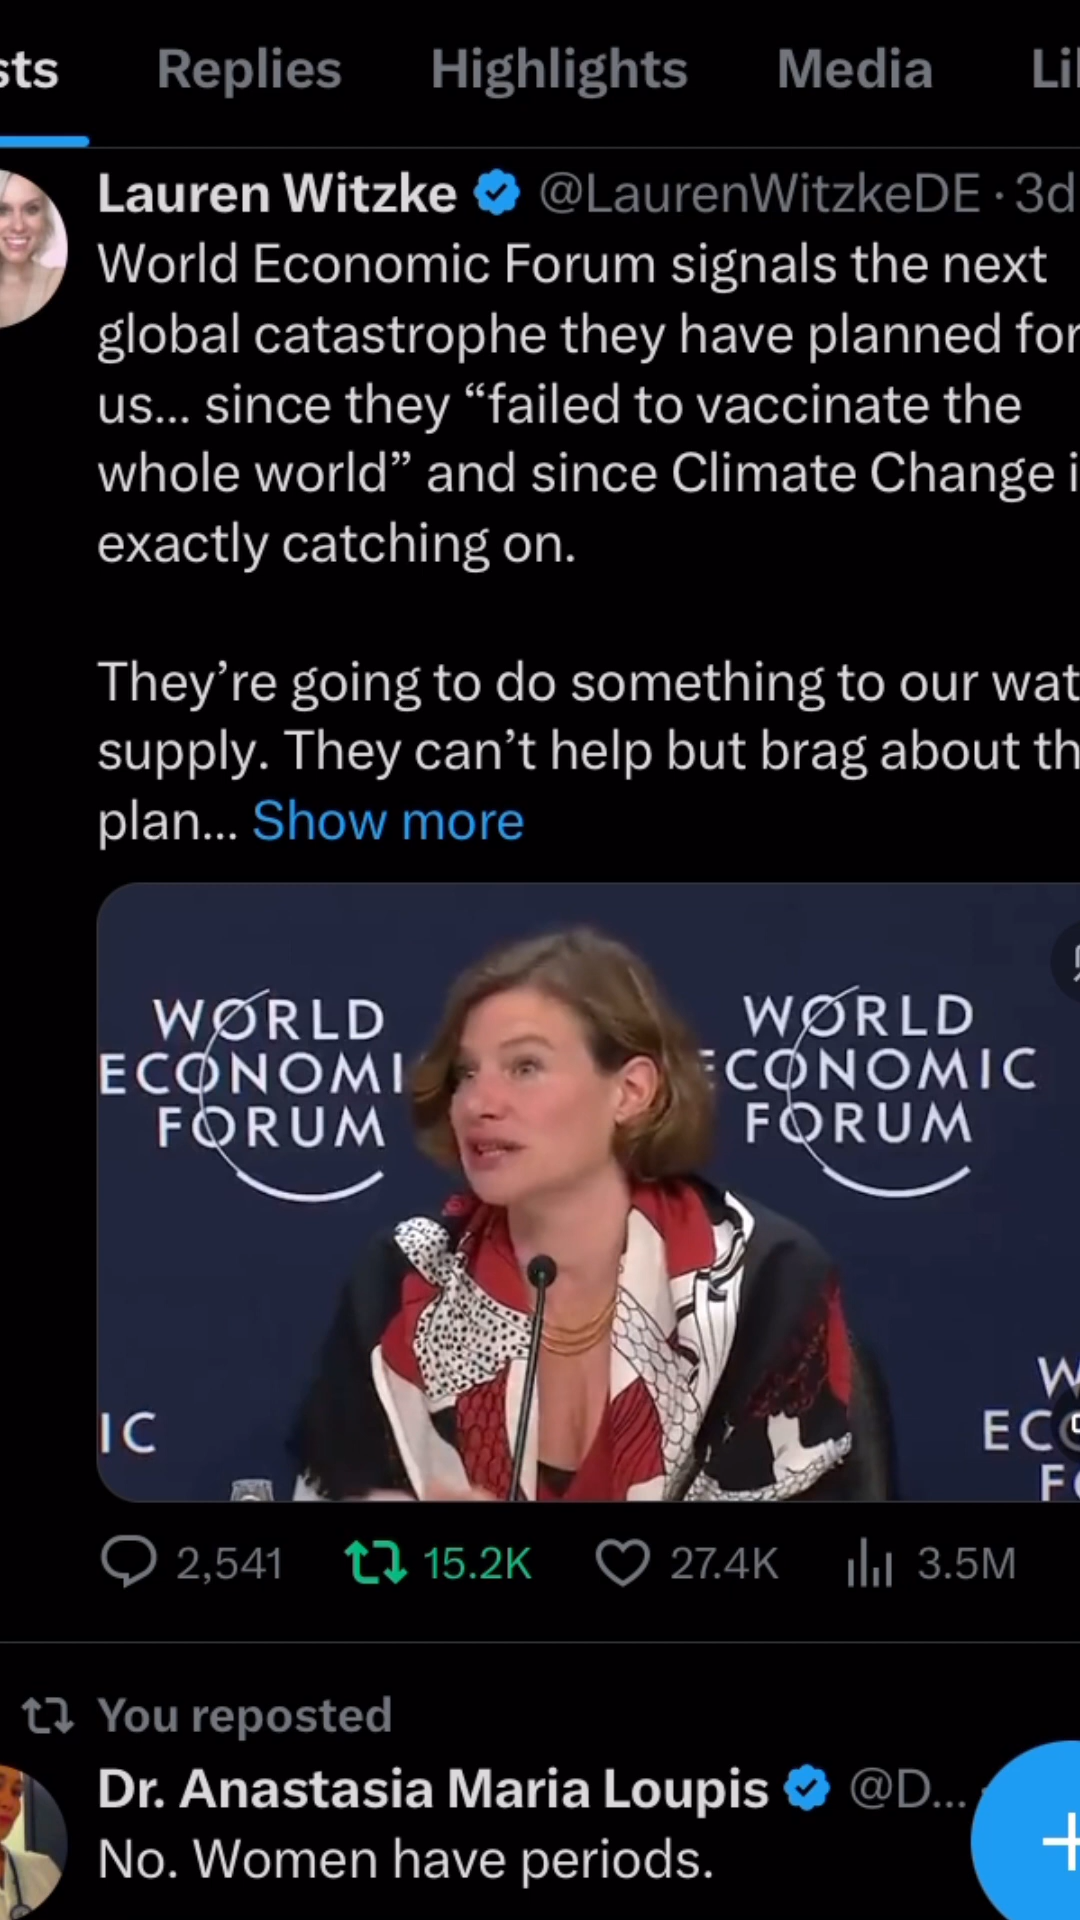 sts Replies Highlights Media Li
Lauren Witzke @LaurenWitzkeDE · 3d
World Economic Forum signals the next
global catastrophe they have planned for
us... since they “failed to vaccinate the
whole world” and since Climate Change i
exactly catching on.
They’re going to do something to our wat
supply. They can’t help but brag about th
plan... Show more
WORLD
ECONOMI
FORUM
WORLD
ECONOMIC
FORUM
IC
W
EC
F
2,541 15.2K 27.4K 3.5M
You reposted
Dr. Anastasia Maria Loupis @D...
No. Women have periods.